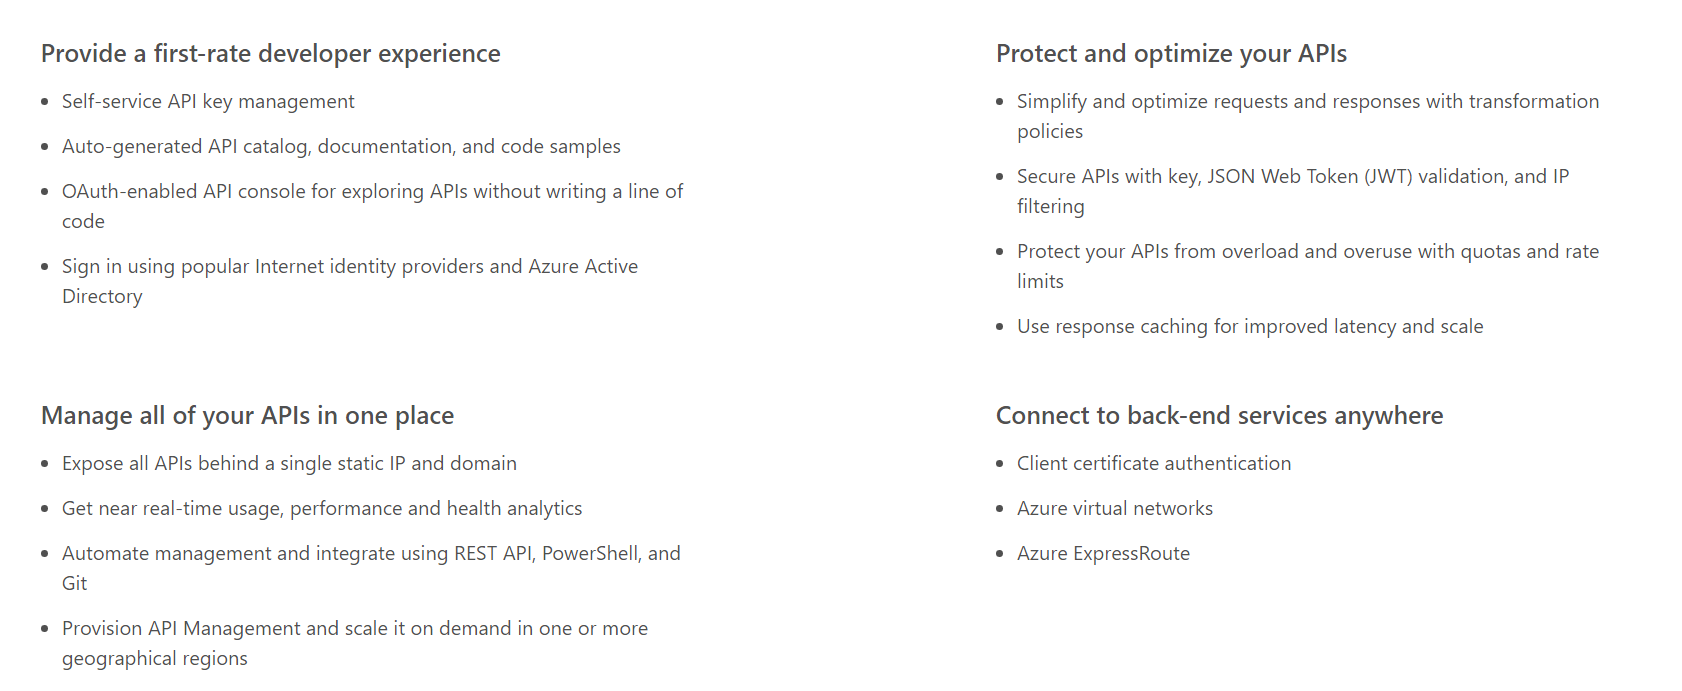 Provide a first-rate developer experience
• Self-service API key management
• Auto-generated API catalog, documentation, and code samples
• OAuth-enabled API console for exploring APIs without writing a line of
code
• Sign in using popular Internet identity providers and Azure Active
Directory
Protect and optimize your APIs
• Simplify and optimize requests and responses with transformation
policies
• Secure APIs with key, JSON Web Token (JWT) validation, and IP
filtering
• Protect your APIs from overload and overuse with quotas and rate
limits
• Use response caching for improved latency and scale
Manage all of your APIs in one place
• Expose all APIs behind a single static IP and domain
• Get near real-time usage, performance and health analytics
• Automate management and integrate using REST API, PowerShell, and
Git
• Provision API Management and scale it on demand in one or more
geographical regions
Connect to back-end services anywhere
• Client certificate authentication
• Azure virtual networks
• Azure ExpressRoute